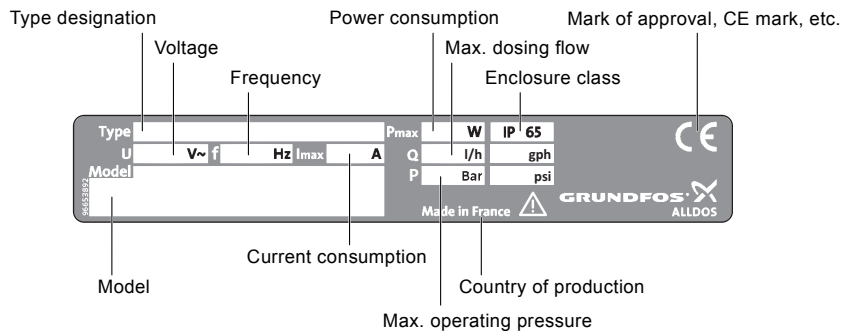 Type designation Power consumption Mark of approval, CE mark, etc.
Voltage Max. dosing flow
Frequency Enclosure class
Type Pmax W IP 65 CE
U V~ f Hz Imax A Q l/h gph
Model P Bar psi
96653892
GRUNDFOS
Made in France ALLDOS
Current consumption
Model Country of production
Max. operating pressure